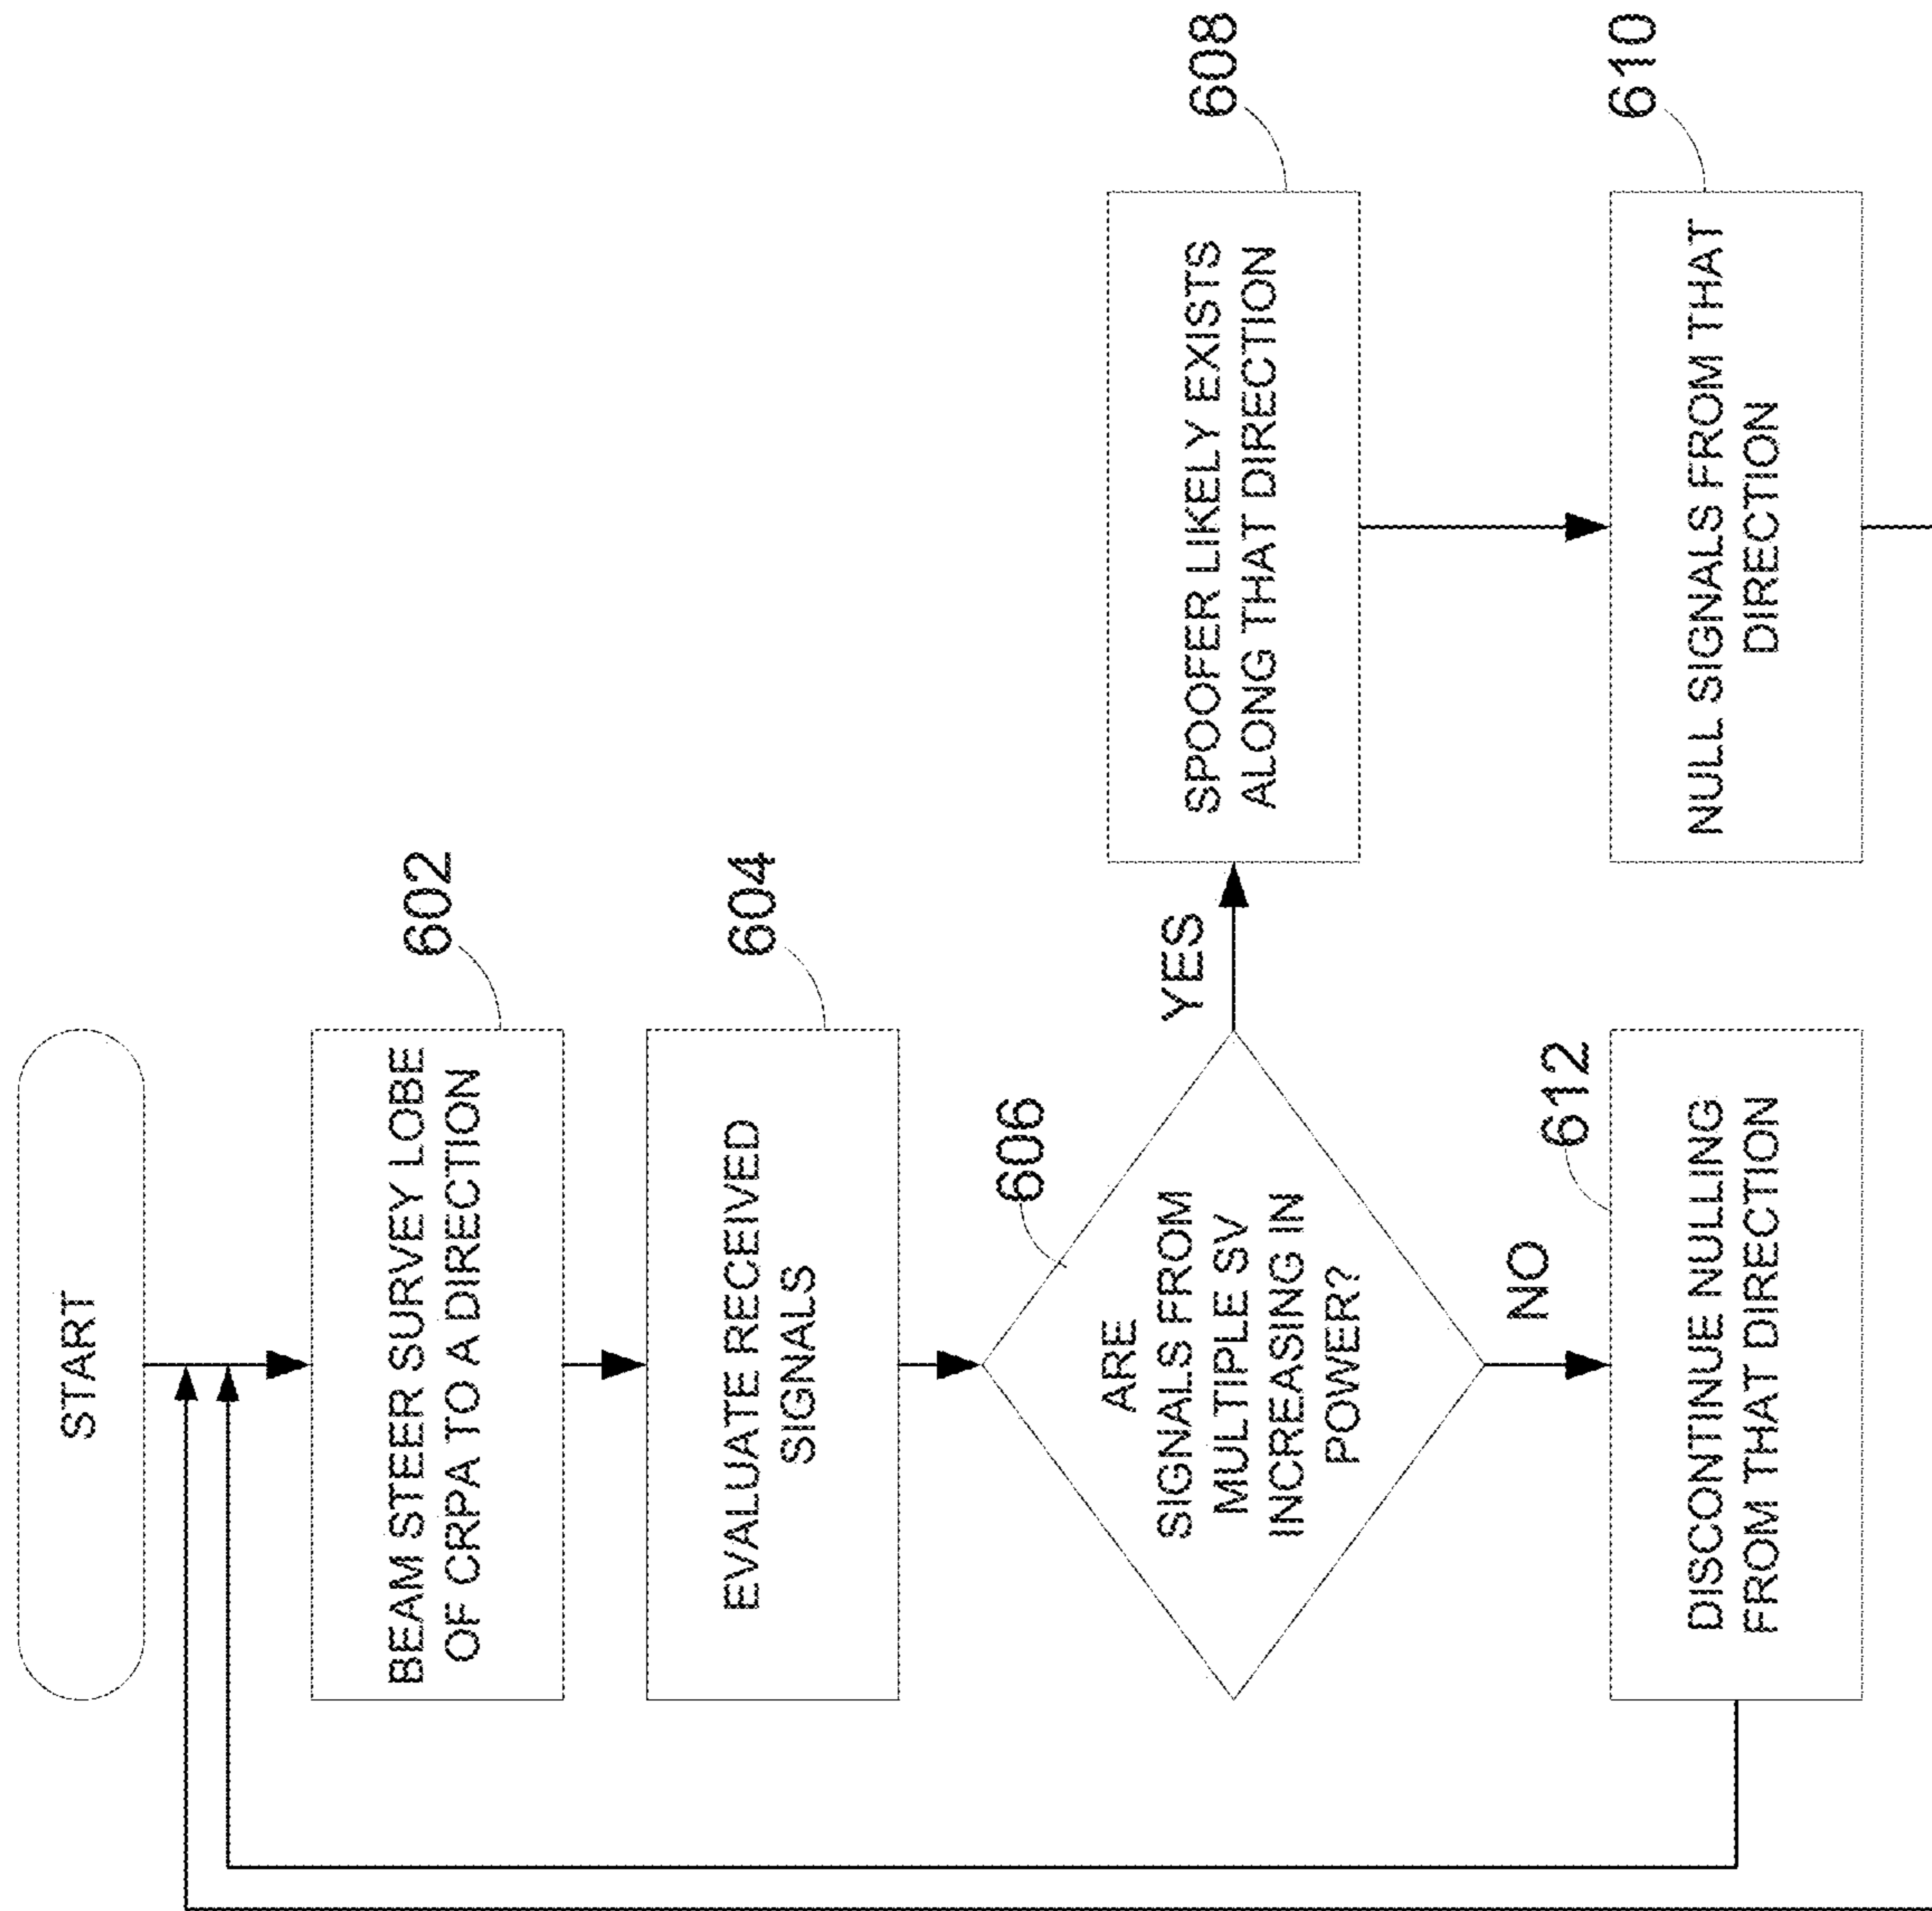 START
602
BEAM STEER SURVEY LOBE
OF CRPA TO A DIRECTION
604
EVALUATE RECEIVED
SIGNALS
606
ARE
SIGNALS FROM
MULTIPLE SV
INCREASING IN
POWER?
YES
608
SPOOFER LIKELY EXISTS
ALONG THAT DIRECTION
610
NULL SIGNALS FROM THAT
DIRECTION
NO
612
DISCONTINUE NULLING
FROM THAT DIRECTION